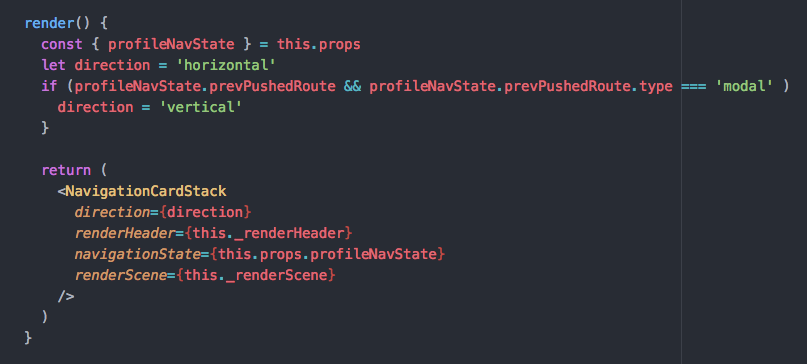 render() {
const { profileNavState } = this.props
let direction = 'horizontal'
if (profileNavState.prevPushedRoute && profileNavState.prevPushedRoute.type === 'modal' )
direction = 'vertical'
}
return (
<NavigationCardStack
direction={direction}
renderHeader={this._renderHeader}
navigationState={this.props.profileNavState}
renderScene={this._renderScene}
/>
)
}